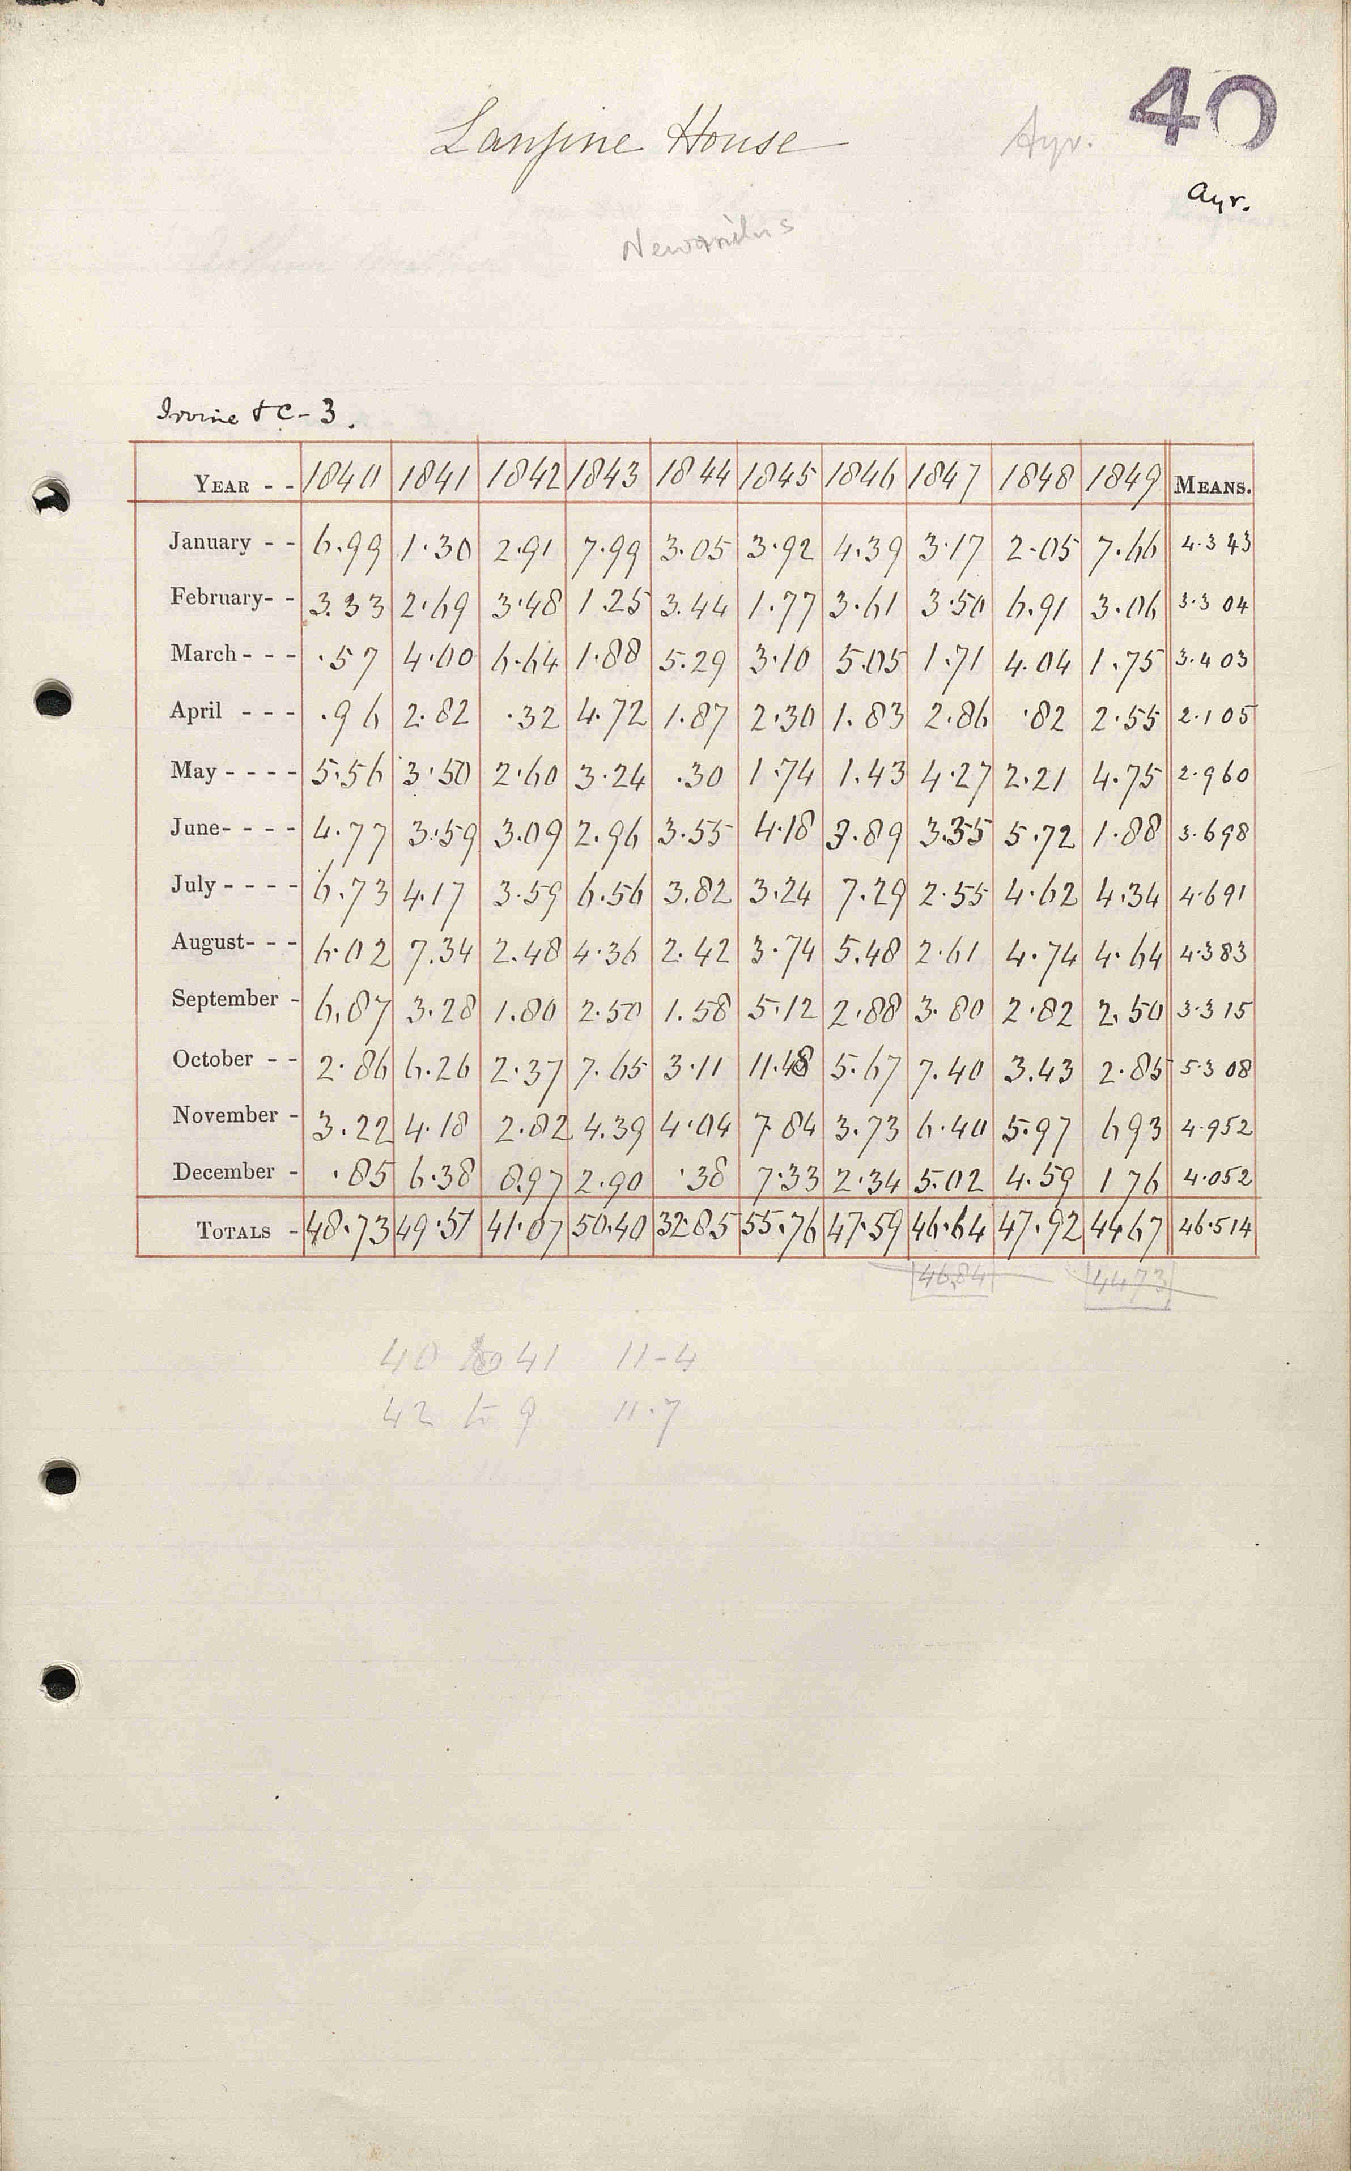 40
Lanfine House Ayr.
Ayr.
Newmilns
Irvine & C - 3.
YEAR - - 1840 1841 1842 1843 1844 1845 1846 1847 1848 1849 MEANS.
January - - 6.99 1.30 2.91 7.99 3.05 3.92 4.39 3.17 2.05 7.66 4.343
February- - 3.33 2.69 3.48 1.25 3.44 1.77 3.61 3.50 6.91 3.06 3.304
March - - - .57 4.00 6.64 1.88 5.29 3.10 5.05 1.71 4.04 1.75 3.403
April - - - .96 2.82 .32 4.72 1.87 2.30 1.83 2.86 .82 2.55 2.105
May - - - - 5.56 3.50 2.60 3.24 .30 1.74 1.43 4.27 2.21 4.75 2.960
June- - - - 4.77 3.59 3.09 2.96 3.55 4.18 3.89 3.35 5.72 1.88 3.698
July - - - - 6.73 4.17 3.59 6.56 3.82 3.24 7.29 2.55 4.62 4.34 4.691
August- - - 6.02 7.34 2.48 4.36 2.42 3.74 5.48 2.61 4.74 4.64 4.383
September - 6.87 3.28 1.80 2.50 1.58 5.12 2.88 3.80 2.82 2.50 3.315
October - - 2.86 6.26 2.37 7.65 3.11 11.48 5.67 7.40 3.43 2.85 5.308
November - 3.22 4.18 2.82 4.39 4.04 7.84 3.73 6.40 5.97 6 93 4.952
December - .85 6.38 8.97 2.90 .38 7.33 2.34 5.02 4.59 1 76 4.052
TOTALS - 48.73 49.51 41.07 50.40 32.85 55.76 47.59 46.64 47.92 44 67 46.514
46.84 44 73
40 to 41 11-4
42 to 9 11.7